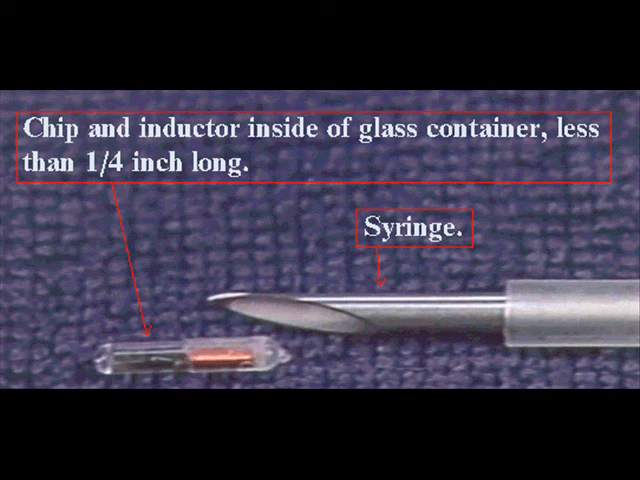 Chip and inductor inside of glass container, less
than 1/4 inch long.
Syringe.